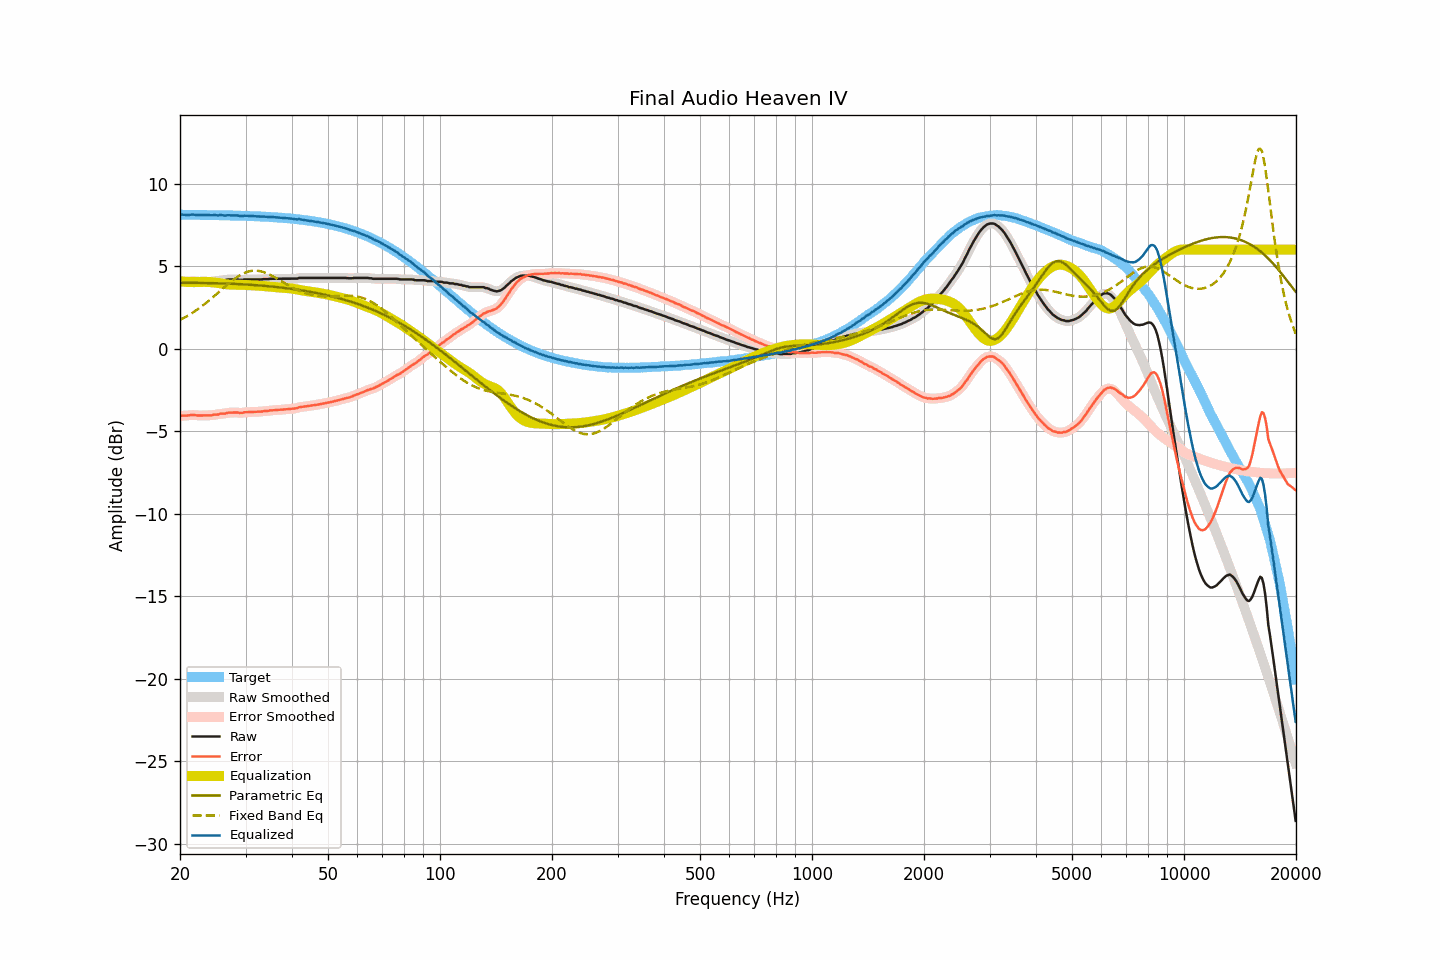 Final Audio Heaven IV
Amplitude (dBr)
10
5
0
−5
−10
−15
−20
−25
−30
Target
Raw Smoothed
Error Smoothed
Raw
Error
Equalization
Parametric Eq
Fixed Band Eq
Equalized
20 50 100 200 500 1000 2000 5000 10000 20000
Frequency (Hz)